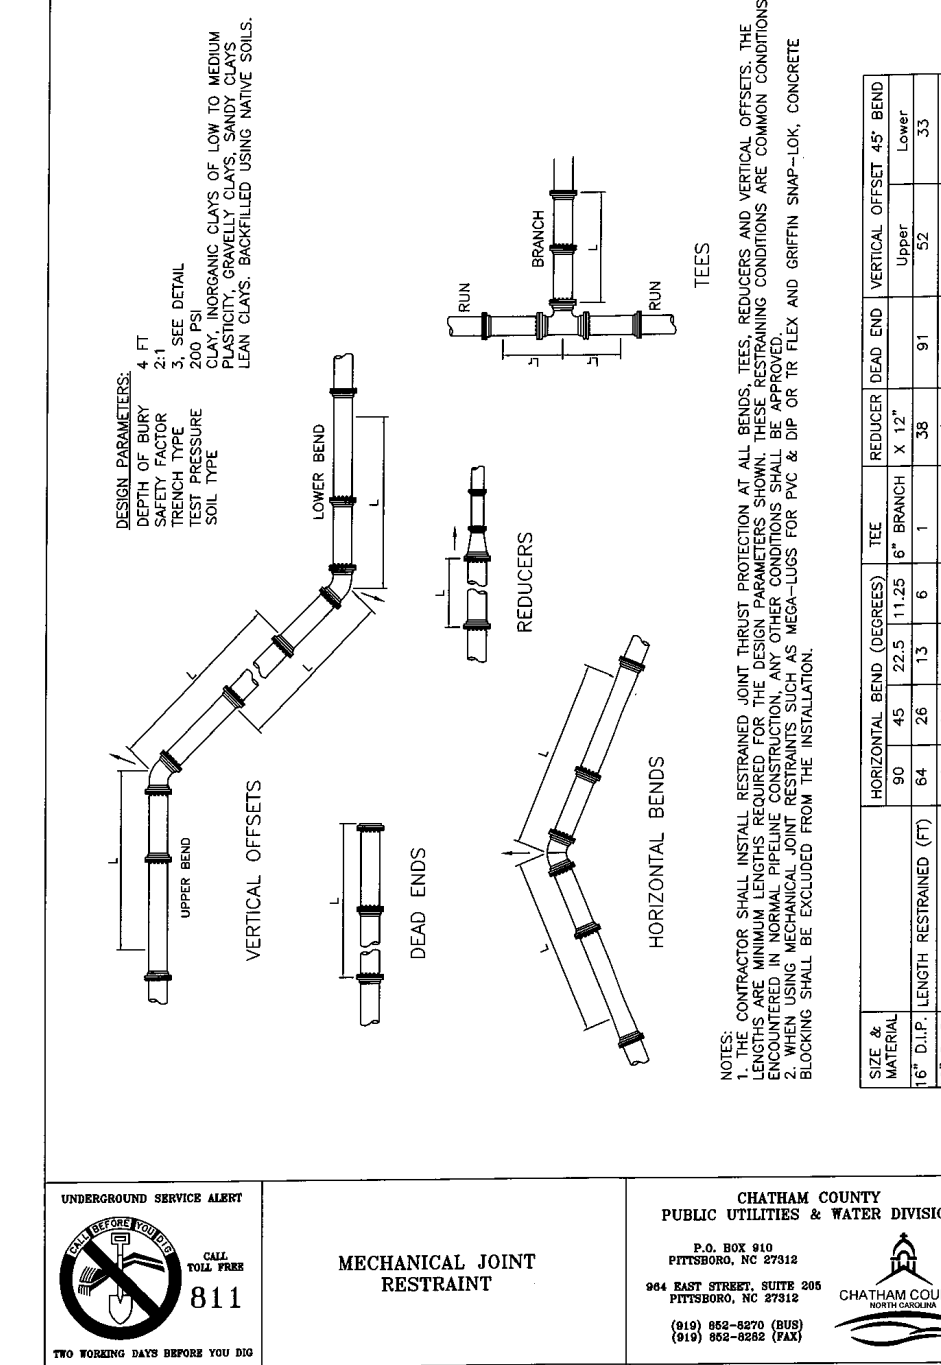 DESIGN PARAMETERS:
DEPTH OF BURY 4 FT
SAFETY FACTOR 2:1
TRENCH TYPE 3, SEE DETAIL
TEST PRESSURE 200 PSI
SOIL TYPE CLAY, INORGANIC CLAYS OF LOW TO MEDIUM
PLASTICITY, GRAVELLY CLAYS, SANDY CLAYS
LEAN CLAYS. BACKFILLED USING NATIVE SOILS.
L
UPPER BEND
L
L
LOWER BEND
L
VERTICAL OFFSETS
L
DEAD ENDS
L
REDUCERS
RUN
BRANCH
L
Lr
Lr
RUN
TEES
L
L
HORIZONTAL BENDS
NOTES:
1. THE CONTRACTOR SHALL INSTALL RESTRAINED JOINT THRUST PROTECTION AT ALL BENDS, TEES, REDUCERS AND VERTICAL OFFSETS. THE
LENGTHS ARE MINIMUM LENGTHS REQUIRED FOR THE DESIGN PARAMETERS SHOWN. THESE RESTRAINING CONDITIONS ARE COMMON CONDITIONS
ENCOUNTERED IN NORMAL PIPELINE CONSTRUCTION, ANY OTHER CONDITIONS SHALL BE APPROVED.
2. WHEN USING MECHANICAL JOINT RESTRAINTS SUCH AS MEGA-LUGS FOR PVC & DIP OR TR FLEX AND GRIFFIN SNAP-LOK, CONCRETE
BLOCKING SHALL BE EXCLUDED FROM THE INSTALLATION.
SIZE & MATERIAL HORIZONTAL BEND (DEGREES) TEE REDUCER DEAD END VERTICAL OFFSET 45° BEND
90 45 22.5 11.25 6" BRANCH X 12" Upper Lower
16" D.I.P. LENGTH RESTRAINED (FT) 64 26 13 6 1 38 91 52 33
UNDERGROUND SERVICE ALERT
CALL BEFORE YOU DIG
CALL
TOLL FREE
811
TWO WORKING DAYS BEFORE YOU DIG
MECHANICAL JOINT
RESTRAINT
CHATHAM COUNTY
PUBLIC UTILITIES & WATER DIVISIO
P.O. BOX 910
PITTSBORO, NC 27312
964 EAST STREET, SUITE 205
PITTSBORO, NC 27312
(919) 852-8270 (BUS)
(919) 852-8282 (FAX)
CHATHAM COU
NORTH CAROLINA